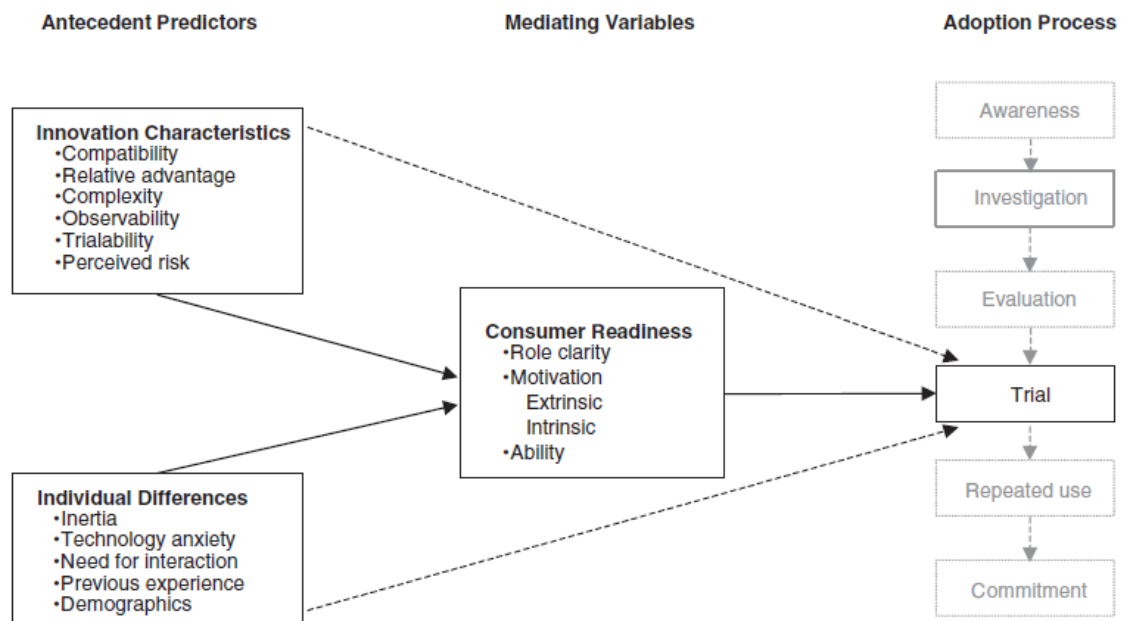 Antecedent Predictors
Mediating Variables
Adoption Process
Innovation Characteristics
•Compatibility
•Relative advantage
•Complexity
•Observability
•Trialability
•Perceived risk
Individual Differences
•Inertia
•Technology anxiety
•Need for interaction
•Previous experience
•Demographics
Consumer Readiness
•Role clarity
•Motivation
Extrinsic
Intrinsic
•Ability
Awareness
Investigation
Evaluation
Trial
Repeated use
Commitment